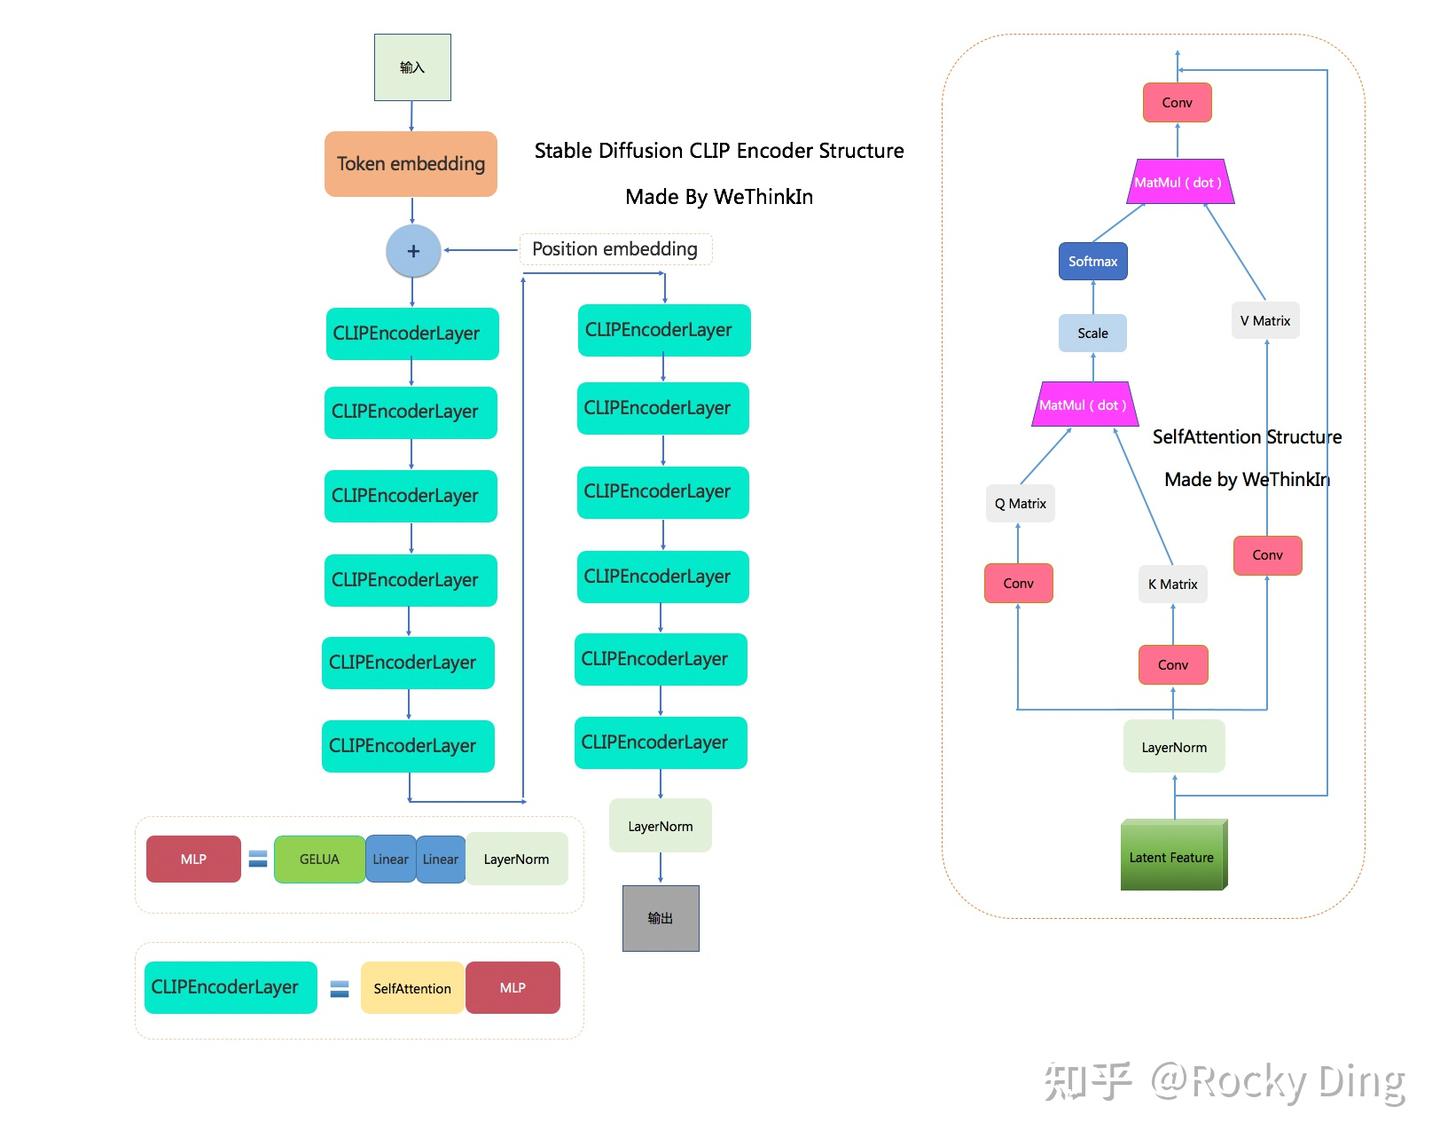 输入
Token embedding
Stable Diffusion CLIP Encoder Structure
Made By WeThinkIn
+
Position embedding
CLIPEncoderLayer
CLIPEncoderLayer
CLIPEncoderLayer
CLIPEncoderLayer
CLIPEncoderLayer
CLIPEncoderLayer
CLIPEncoderLayer
CLIPEncoderLayer
CLIPEncoderLayer
CLIPEncoderLayer
CLIPEncoderLayer
CLIPEncoderLayer
LayerNorm
输出
MLP = GELUA Linear Linear LayerNorm
CLIPEncoderLayer = SelfAttention MLP
Conv
MatMul ( dot )
Softmax
Scale
V Matrix
MatMul ( dot )
SelfAttention Structure
Made by WeThinkIn
Q Matrix
Conv
K Matrix
Conv
Conv
LayerNorm
Latent Feature
知乎 @Rocky Ding